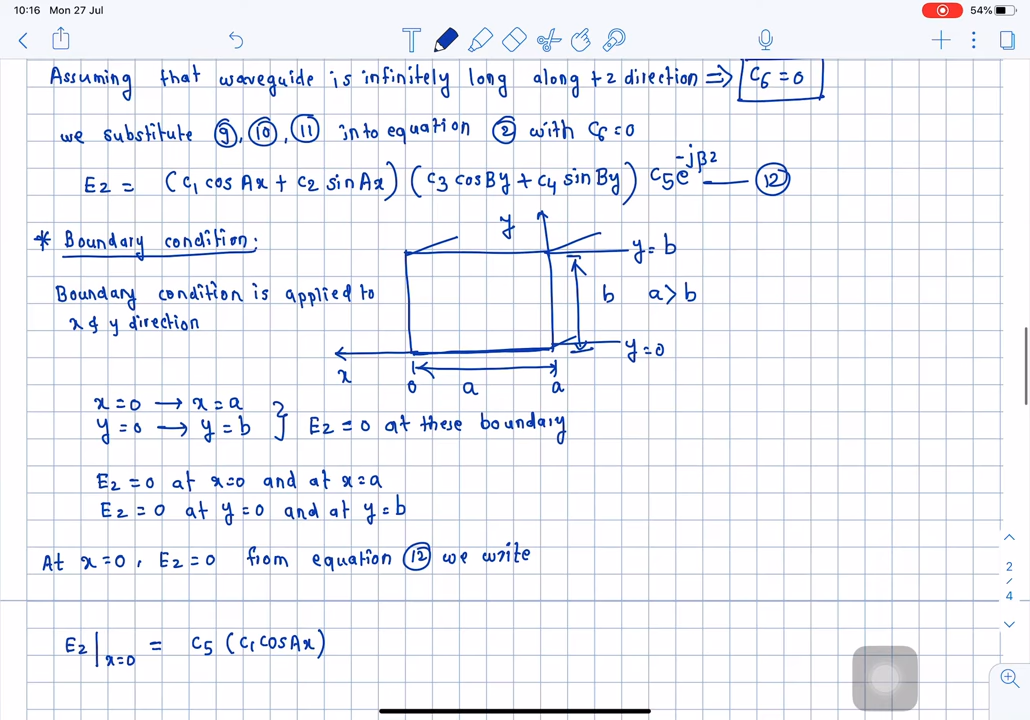 10:16 Mon 27 Jul
54%
Assuming that waveguide is infinitely long along +z direction ⇒ C6 = 0
we substitute ⑨, ⑩, ⑪ into equation ② with C6 = 0
Ez = (C1 cos Ax + C2 sin Ax) (C3 cos By + C4 sin By) C5 e^-jβz —— ⑫
* Boundary condition:
y
y = b
Boundary condition is applied to
x & y direction
b a > b
y = 0
x
0 a a
x = 0 → x = a
y = 0 → y = b } Ez = 0 at these boundary
Ez = 0 at x = 0 and at x = a
Ez = 0 at y = 0 and at y = b
At x = 0, Ez = 0 from equation ⑫ we write
Ez |x=0 = C5 (C1 cos Ax)
2
/
4